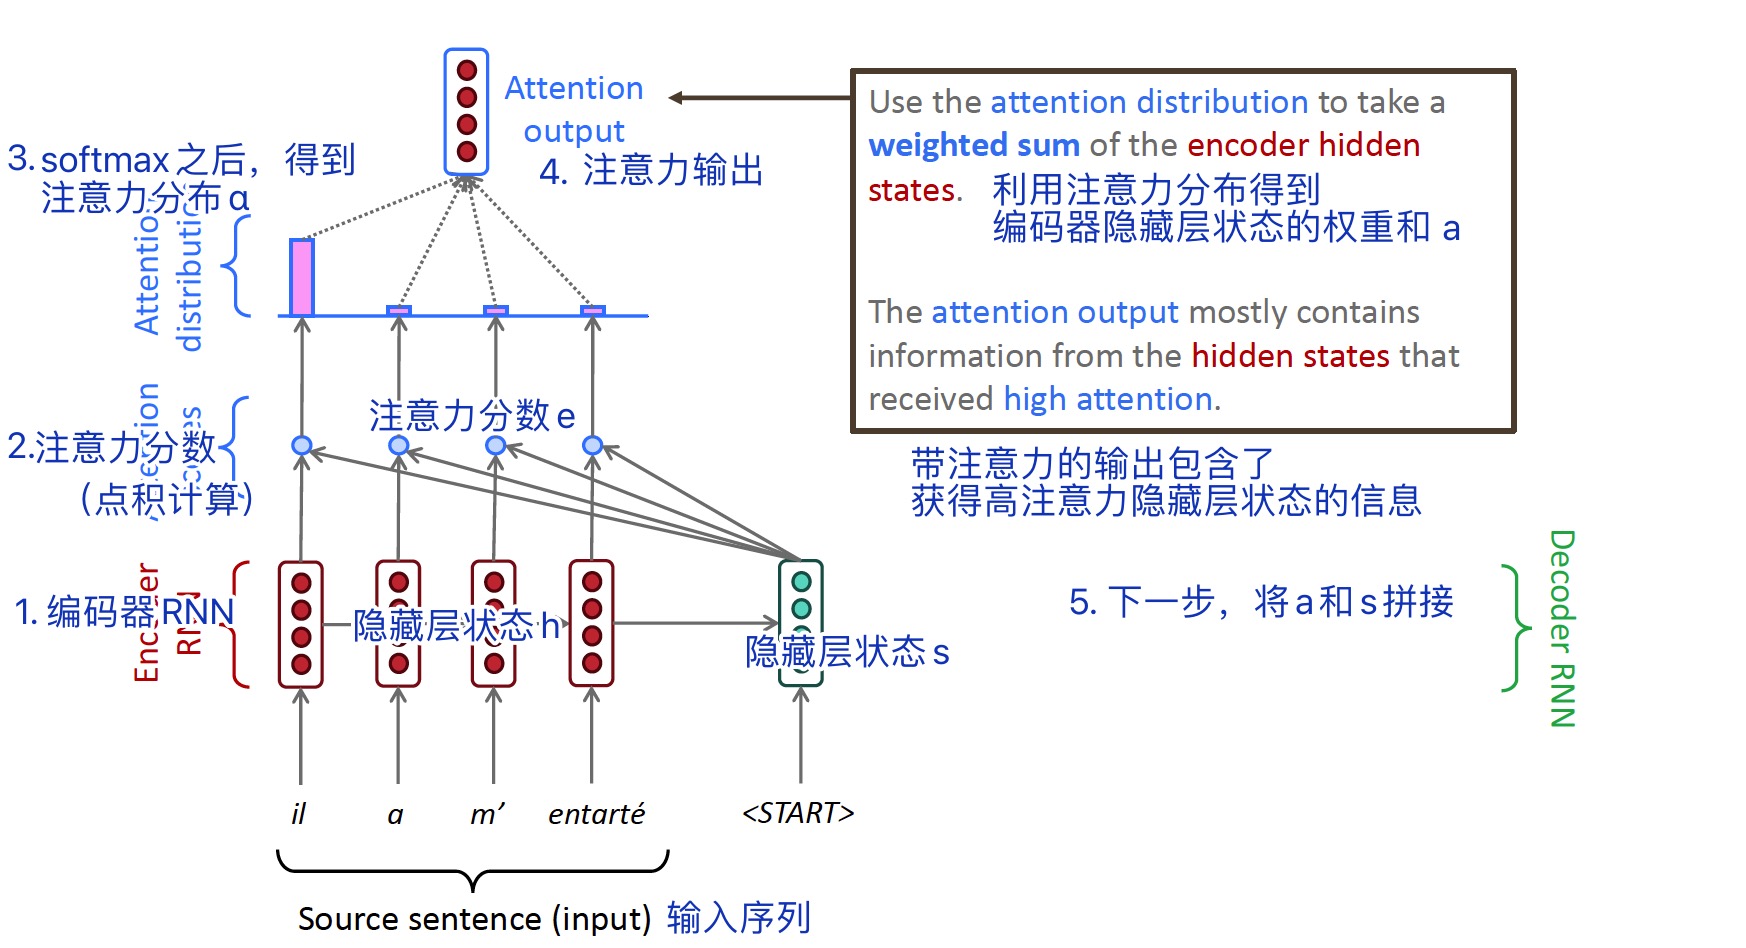 Attention
output
4. 注意力输出
3. softmax 之后，得到
注意力分布 α
Attention
distribution
Use the attention distribution to take a
weighted sum of the encoder hidden
states. 利用注意力分布得到
编码器隐藏层状态的权重和 a
The attention output mostly contains
information from the hidden states that
received high attention.
带注意力的输出包含了
获得高注意力隐藏层状态的信息
注意力分数 e
2.注意力分数
(点积计算)
1. 编码器 RNN
Encoder
隐藏层状态 h
隐藏层状态 s
5. 下一步，将 a 和 s 拼接
Decoder RNN
il a m’ entarté <START>
Source sentence (input) 输入序列